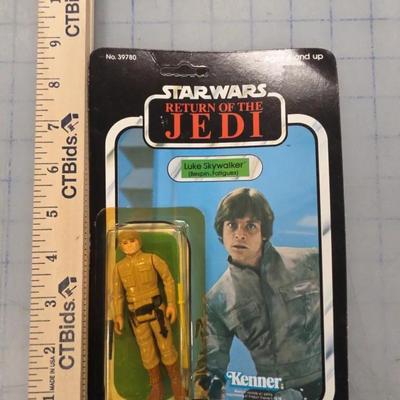 No. 39780
and up
STAR WARS
RETURN OF THE
JEDI
Luke Skywalker
(Bespin Fatigues)
Kenner
CTBids.
CTBids.
CTBids.
MADE IN USA
1
2
3
4
5
6
7
8
9
10